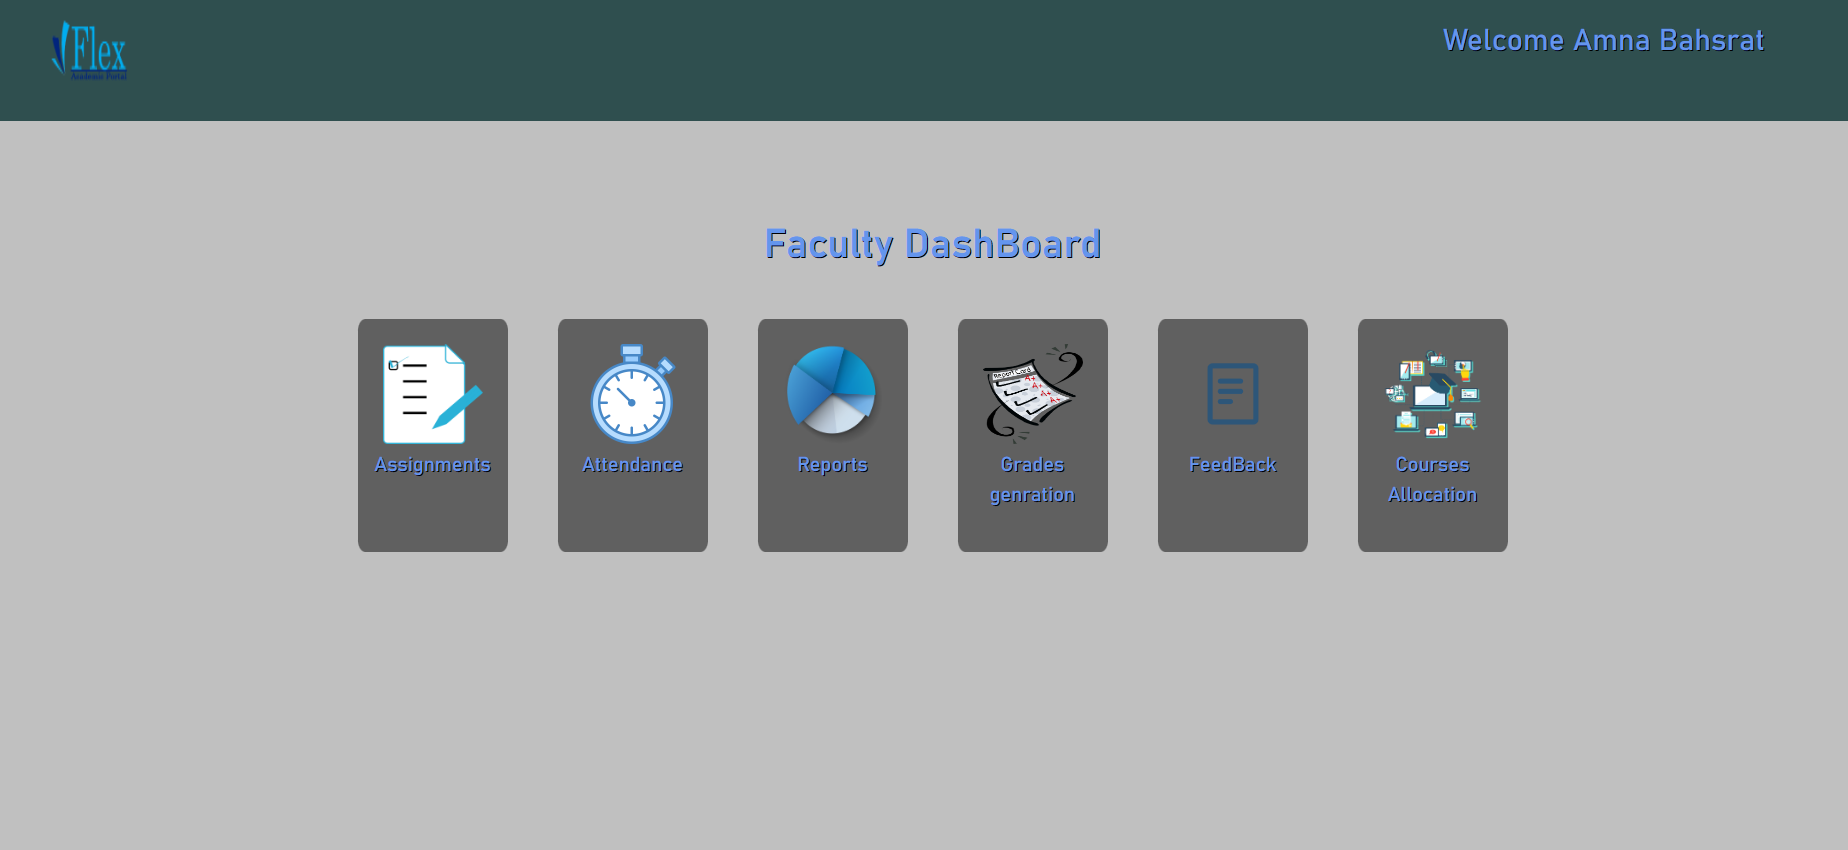 Flex
Academic Portal
Welcome Amna Bahsrat
Faculty DashBoard
Assignments
Attendance
Reports
Report Card
A+
A+
A+
A+
Grades
genration
FeedBack
Courses
Allocation